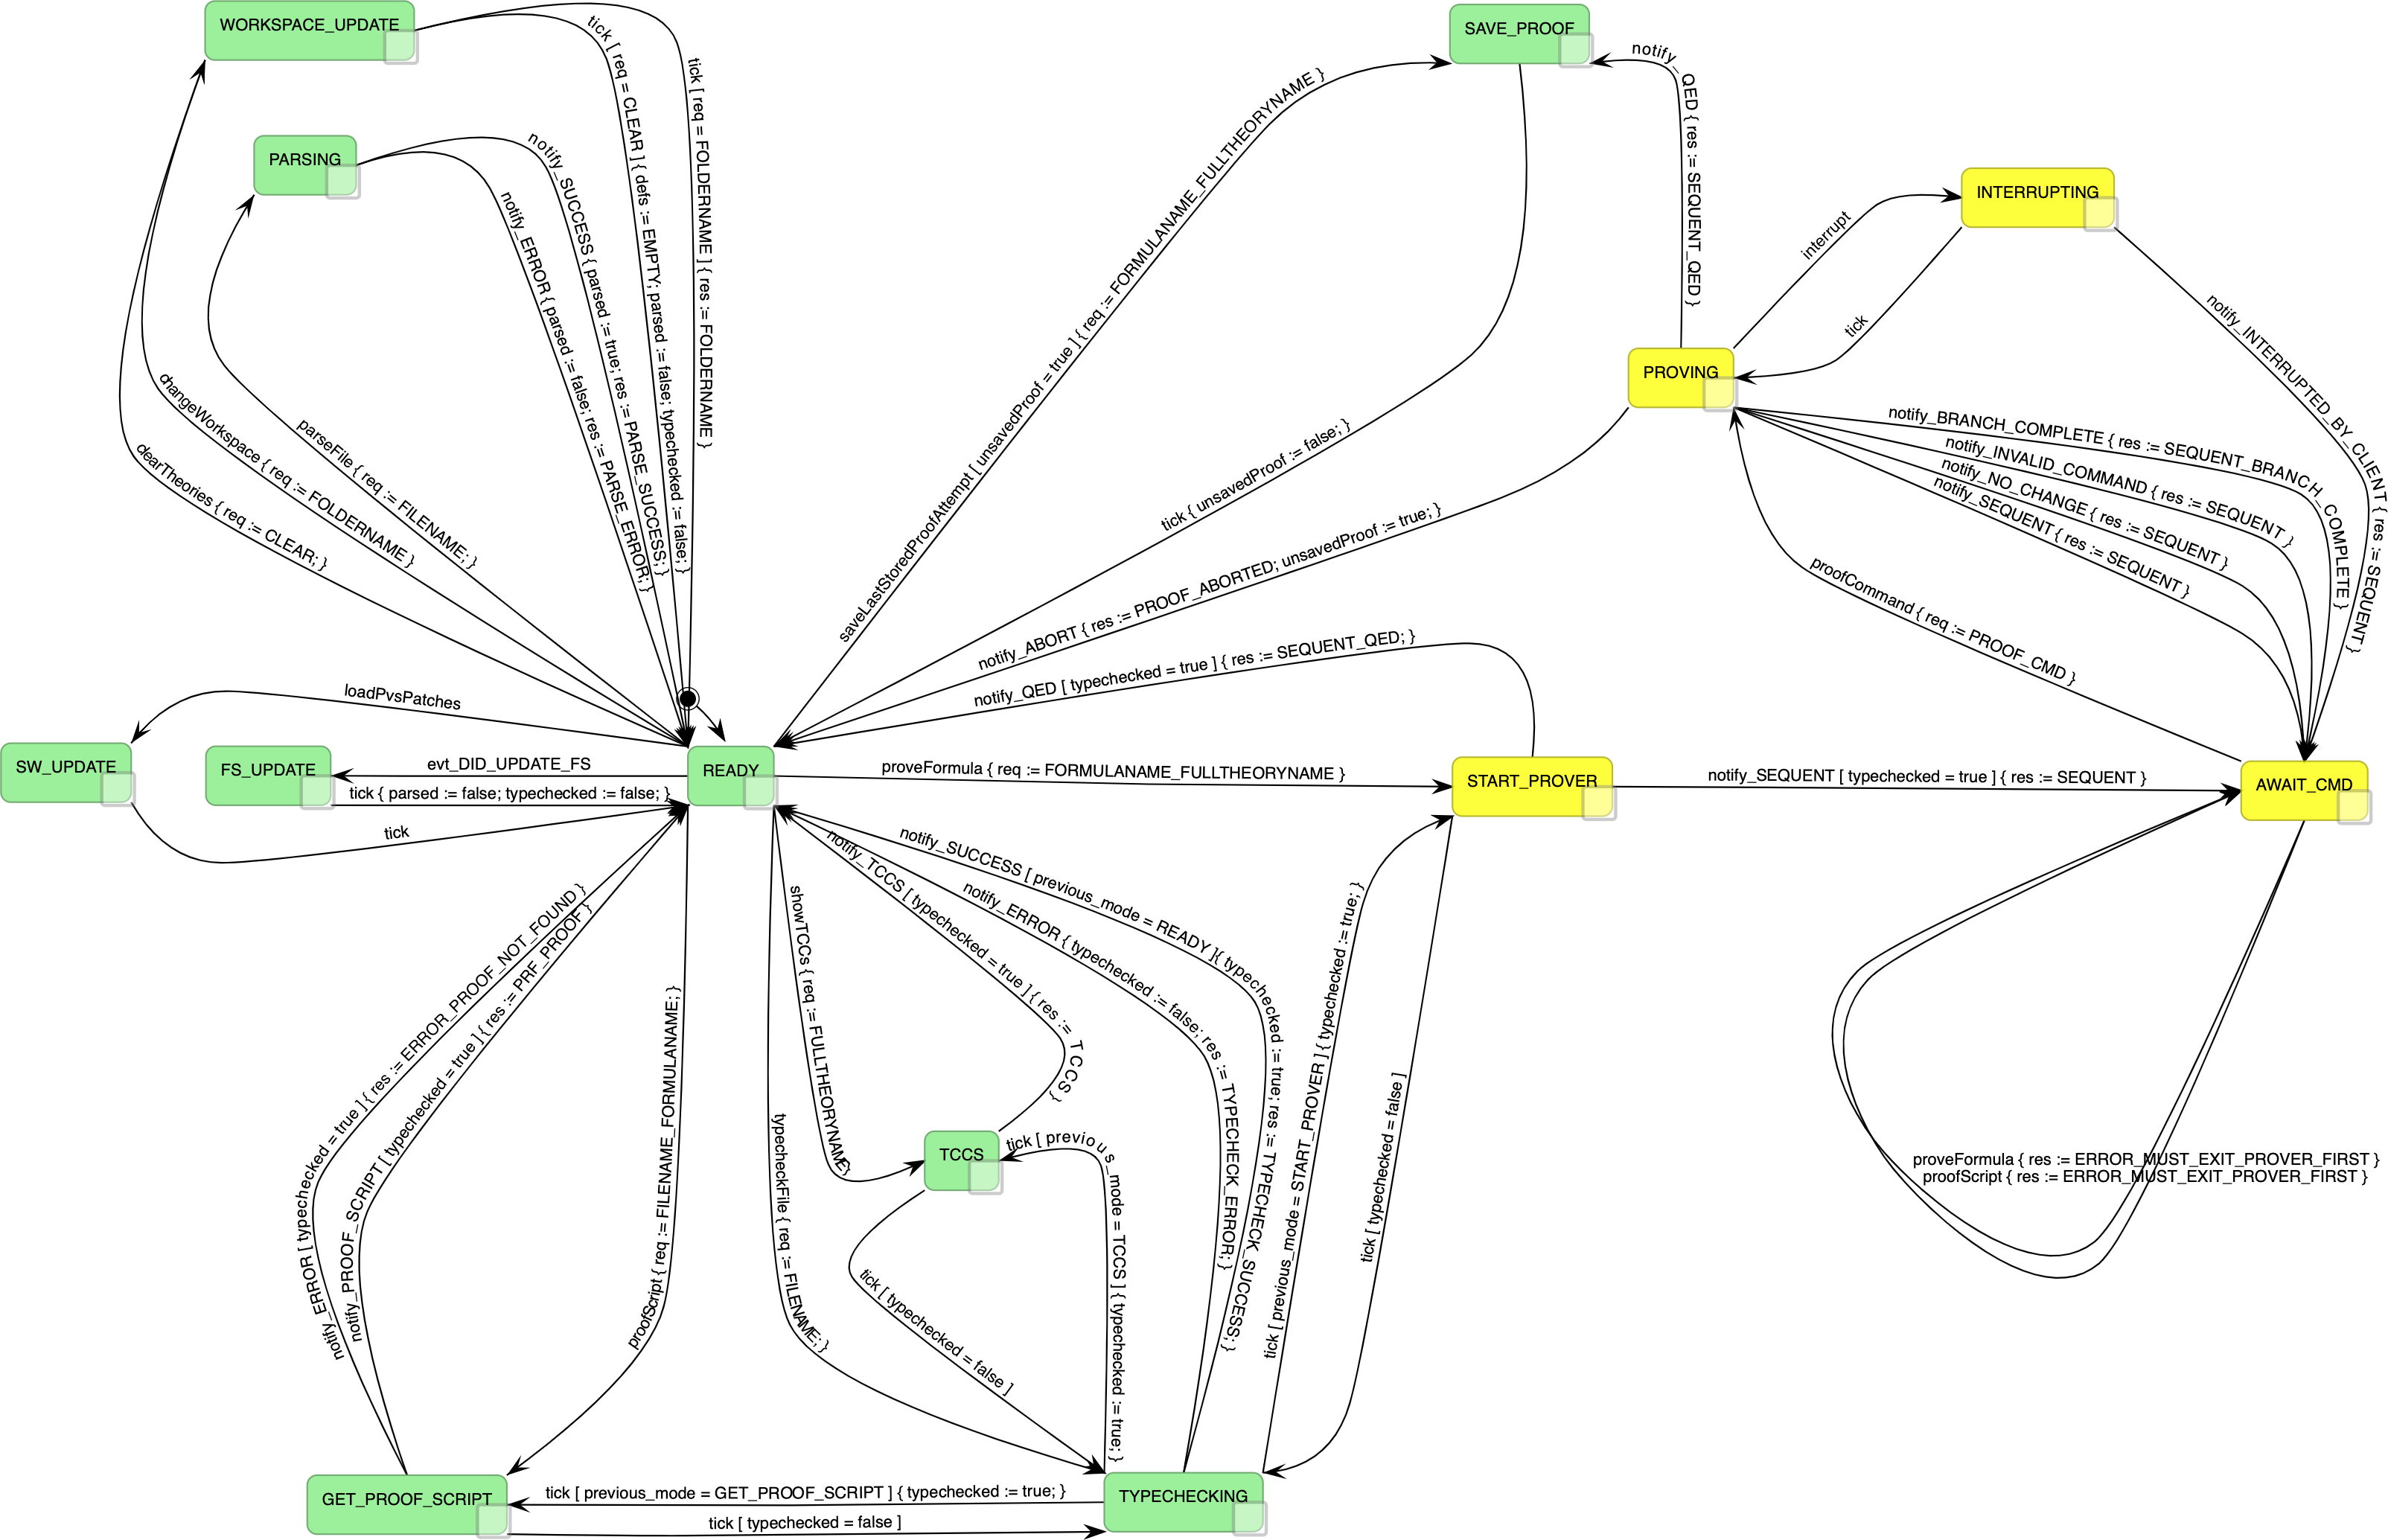 WORKSPACE_UPDATE
SAVE_PROOF
PARSING
INTERRUPTING
PROVING
tick [ req = CLEAR ] { defs := EMPTY; parsed := false; typechecked := false; }
tick [ req = FOLDERNAME ] { res := FOLDERNAME }
notify_SUCCESS { parsed := true; res := PARSE_SUCCESS; }
notify_ERROR { parsed := false; res := PARSE_ERROR; }
parseFile { req := FILENAME; }
changeWorkspace { req := FOLDERNAME }
clearTheories { req := CLEAR; }
saveLastStoredProofAttempt [ unsavedProof = true ] { req := FORMULANAME_FULLTHEORYNAME }
notify_QED { res := SEQUENT_QED }
interrupt
tick
notify_INTERRUPTED_BY_CLIENT { res := SEQUENT }
notify_BRANCH_COMPLETE { res := SEQUENT_BRANCH_COMPLETE }
notify_INVALID_COMMAND { res := SEQUENT }
notify_NO_CHANGE { res := SEQUENT }
notify_SEQUENT { res := SEQUENT }
proofCommand { req := PROOF_CMD }
tick { unsavedProof := false; }
notify_ABORT { res := PROOF_ABORTED; unsavedProof := true; }
notify_QED [ typechecked = true ] { res := SEQUENT_QED; }
loadPvsPatches
SW_UPDATE
FS_UPDATE
evt_DID_UPDATE_FS
READY
proveFormula { req := FORMULANAME_FULLTHEORYNAME }
START_PROVER
notify_SEQUENT [ typechecked = true ] { res := SEQUENT }
AWAIT_CMD
tick { parsed := false; typechecked := false; }
tick
notify_SUCCESS [ previous_mode = READY ]{ typechecked := true; res := TYPECHECK_SUCCESS; }
notify_TCCS [ typechecked = true ] { res := TCCS }
notify_ERROR { typechecked := false; res := TYPECHECK_ERROR; }
showTCCs { req := FULLTHEORYNAME}
typecheckFile { req := FILENAME; }
notify_ERROR [ typechecked = true ] { res := ERROR_PROOF_NOT_FOUND }
notify_PROOF_SCRIPT [ typechecked = true ] { res := PRF_PROOF }
proofScript { req := FILENAME_FORMULANAME; }
tick [ previous_mode = START_PROVER ] { typechecked := true; }
tick [ typechecked = false ]
TCCS
tick [ previous_mode = TCCS ] { typechecked := true; }
tick [ typechecked = false ]
proveFormula { res := ERROR_MUST_EXIT_PROVER_FIRST }
proofScript { res := ERROR_MUST_EXIT_PROVER_FIRST }
GET_PROOF_SCRIPT
tick [ previous_mode = GET_PROOF_SCRIPT ] { typechecked := true; }
TYPECHECKING
tick [ typechecked = false ]